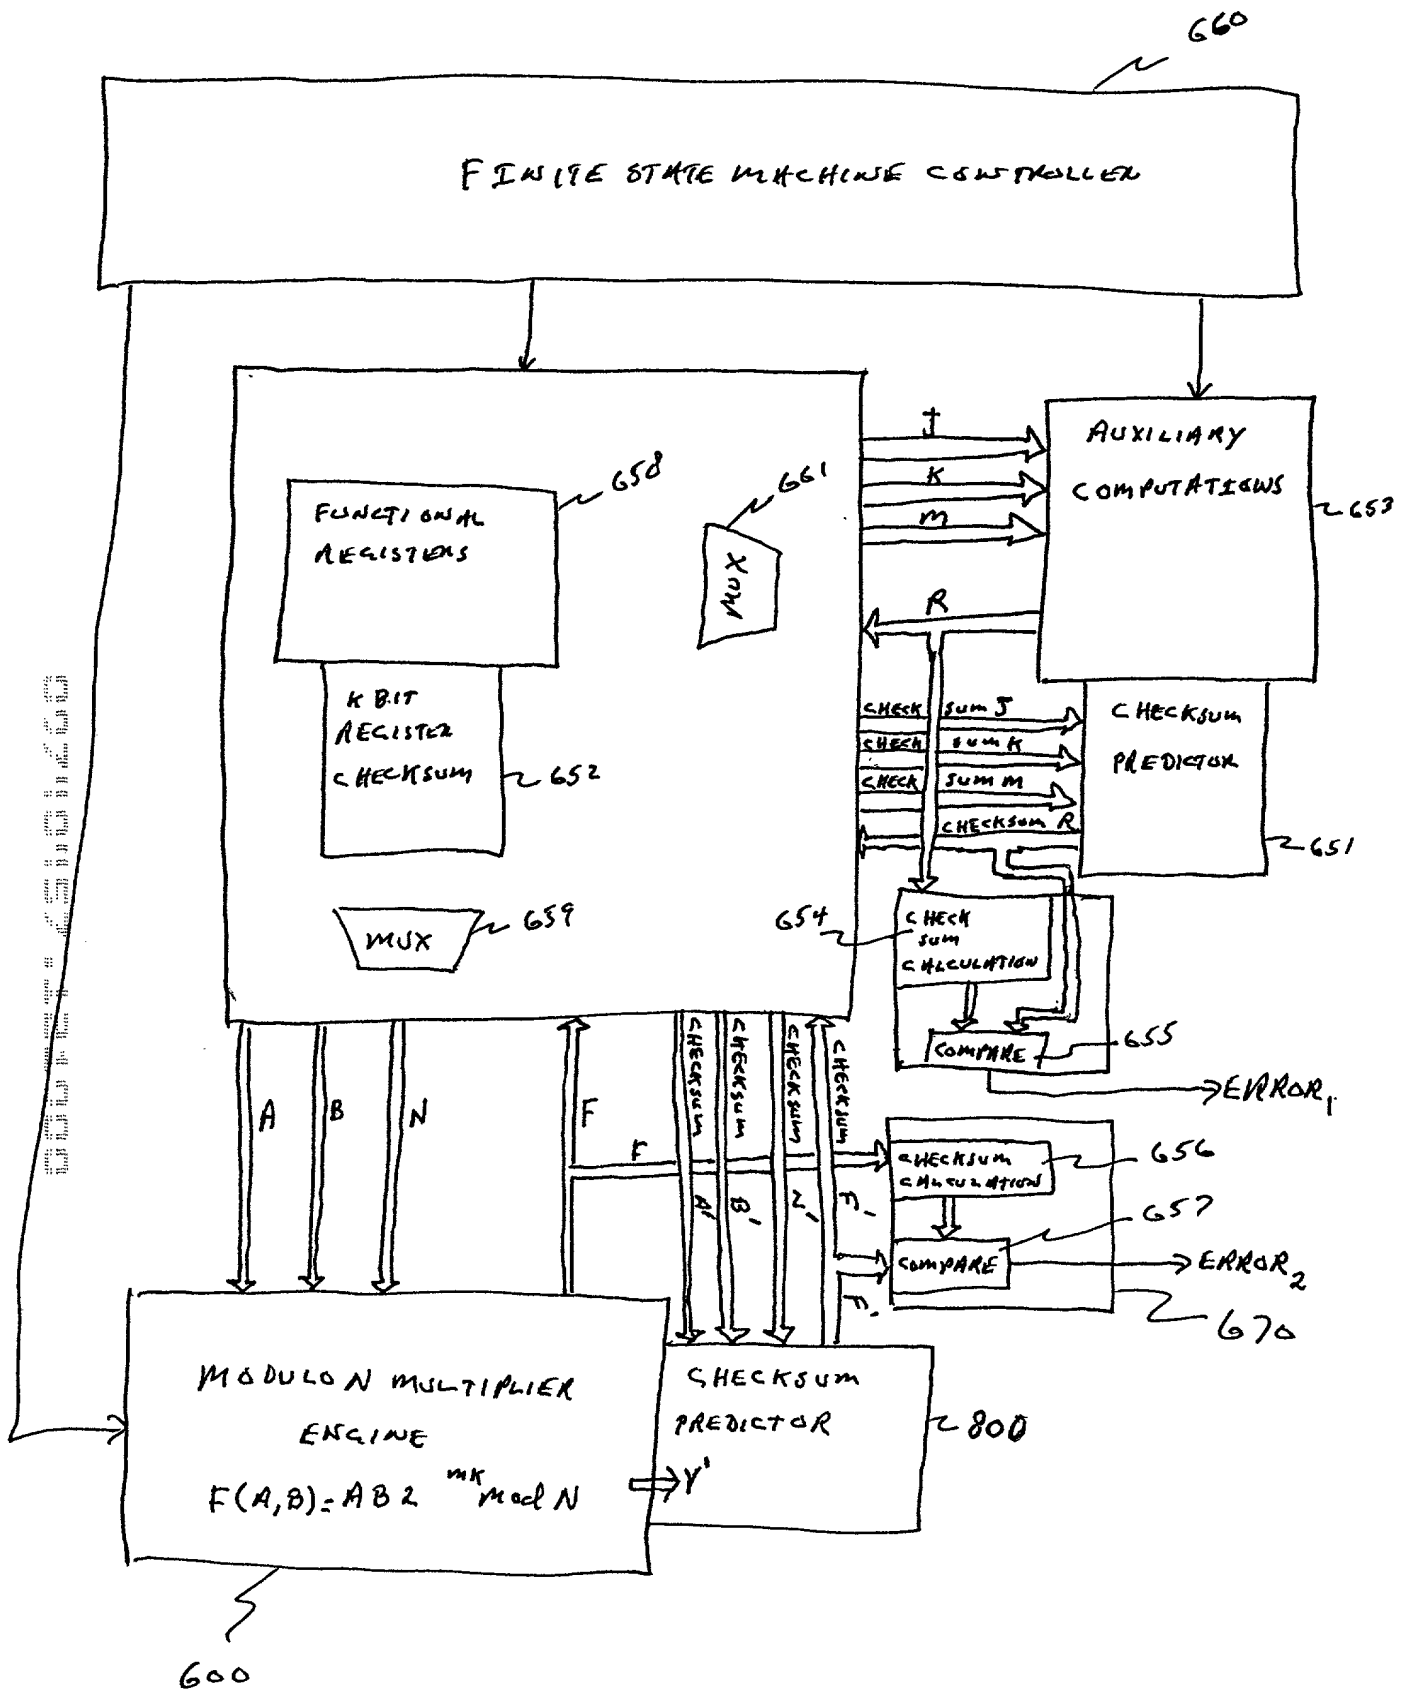 660
FINITE STATE MACHINE CONTROLLER
J
AUXILIARY
COMPUTATIONS
K
653
M
658
661
FUNCTIONAL
REGISTERS
MUX
R
K BIT
REGISTER
CHECKSUM
652
CHECK SUM J
CHECK SUM K
CHECK SUM M
CHECKSUM R
CHECKSUM
PREDICTOR
651
659
MUX
654
CHECK
SUM
CALCULATION
655
COMPARE
ERROR1
A
B
N
F
F
CHECKSUM A'
CHECKSUM B'
CHECKSUM N'
CHECKSUM F'
F'
CHECKSUM
CALCULATION
656
657
COMPARE
ERROR2
670
MODULO N MULTIPLIER
ENGINE
F(A,B)=AB2 mK mod N
Y'
CHECKSUM
PREDICTOR
800
600